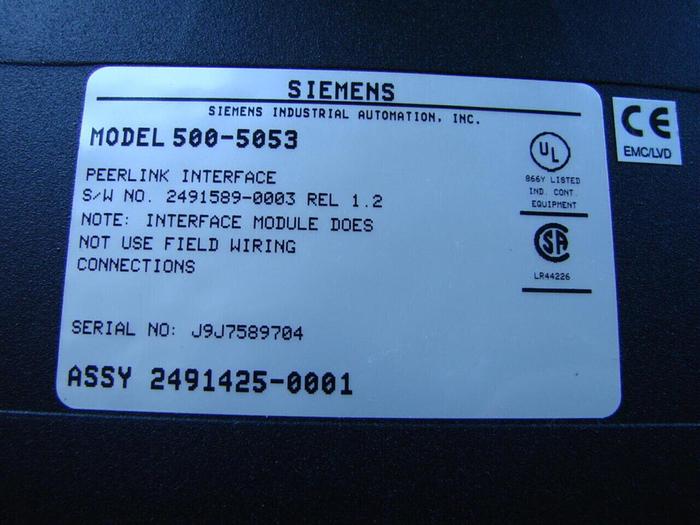 SIEMENS
SIEMENS INDUSTRIAL AUTOMATION, INC.
MODEL 500-5053
PEERLINK INTERFACE
S/W NO. 2491589-0003 REL 1.2
NOTE: INTERFACE MODULE DOES
NOT USE FIELD WIRING
CONNECTIONS
SERIAL NO: J9J7589704
ASSY 2491425-0001
UL
866Y LISTED
IND. CONT.
EQUIPMENT
SA
LR44226
CE
EMC/LVD